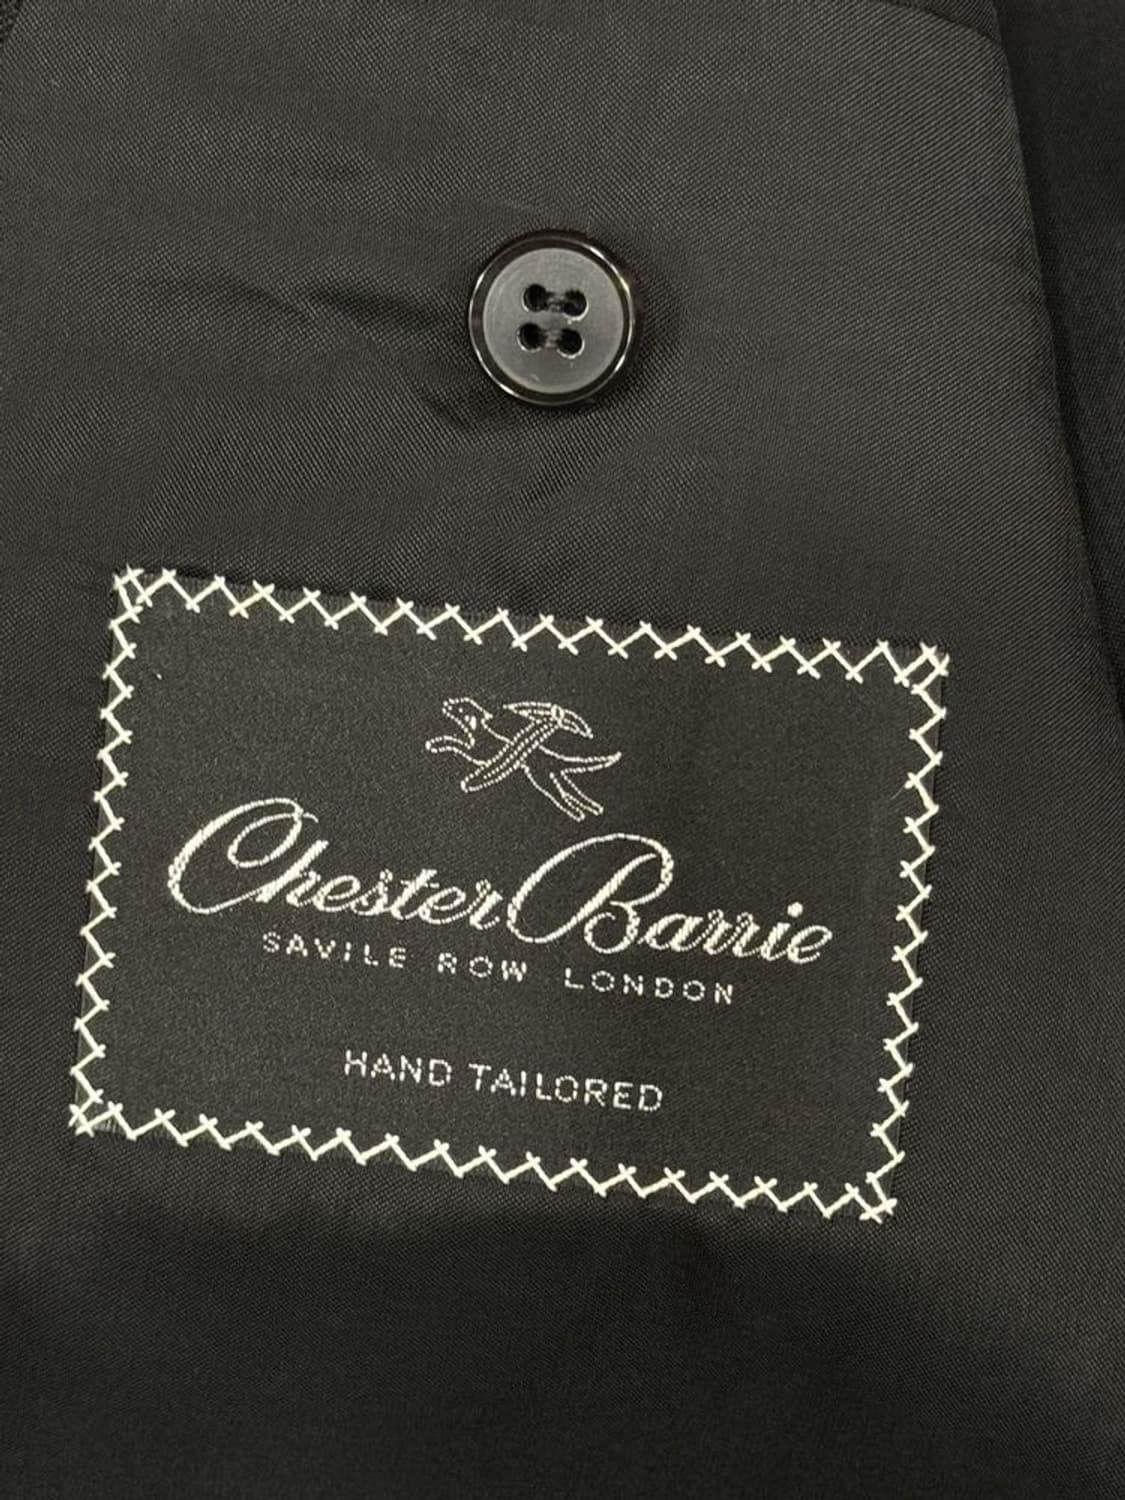 Chester Barrie
SAVILE ROW LONDON
HAND TAILORED